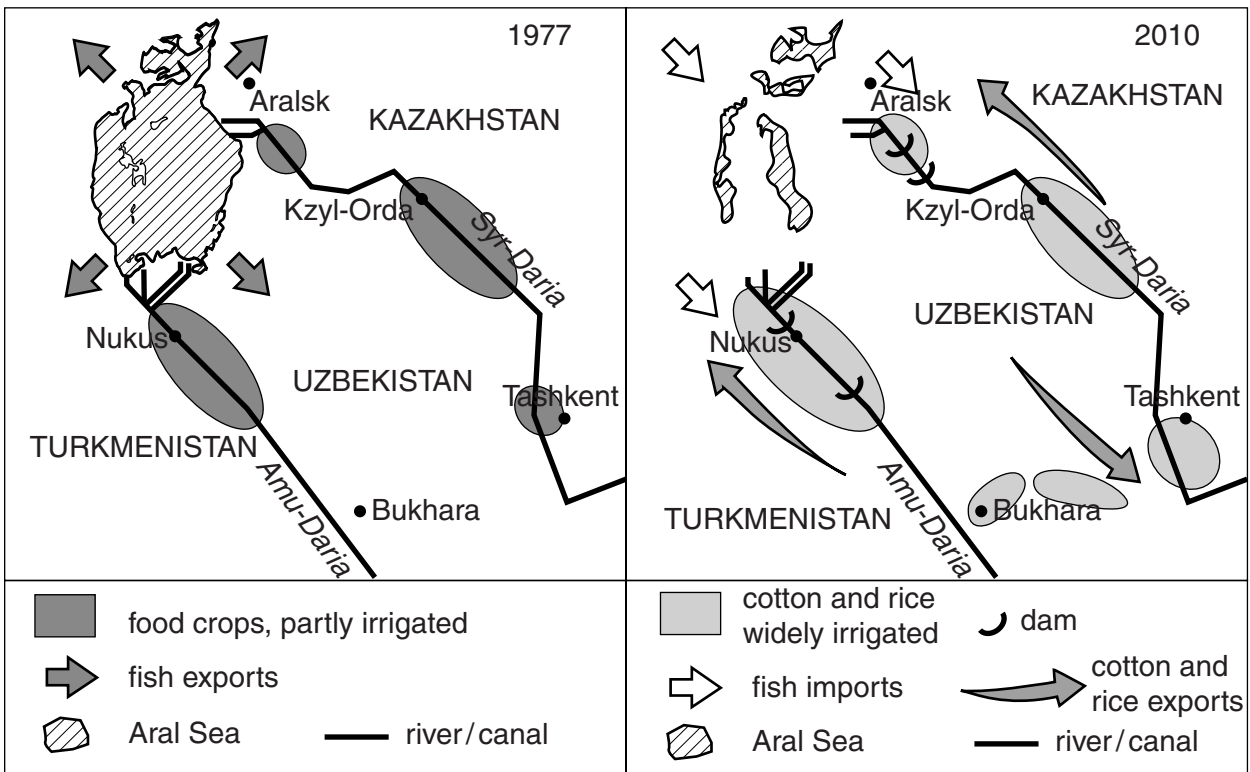 1977
Aralsk
KAZAKHSTAN
Kzyl-Orda
Syr-Daria
Nukus
UZBEKISTAN
Tashkent
TURKMENISTAN
Amu-Daria
Bukhara
food crops, partly irrigated
fish exports
Aral Sea
river/canal
2010
KAZAKHSTAN
Aralsk
Kzyl-Orda
Syr-Daria
UZBEKISTAN
Nukus
Tashkent
TURKMENISTAN
Amu-Daria
Bukhara
cotton and rice
widely irrigated
dam
fish imports
cotton and
rice exports
Aral Sea
river/canal